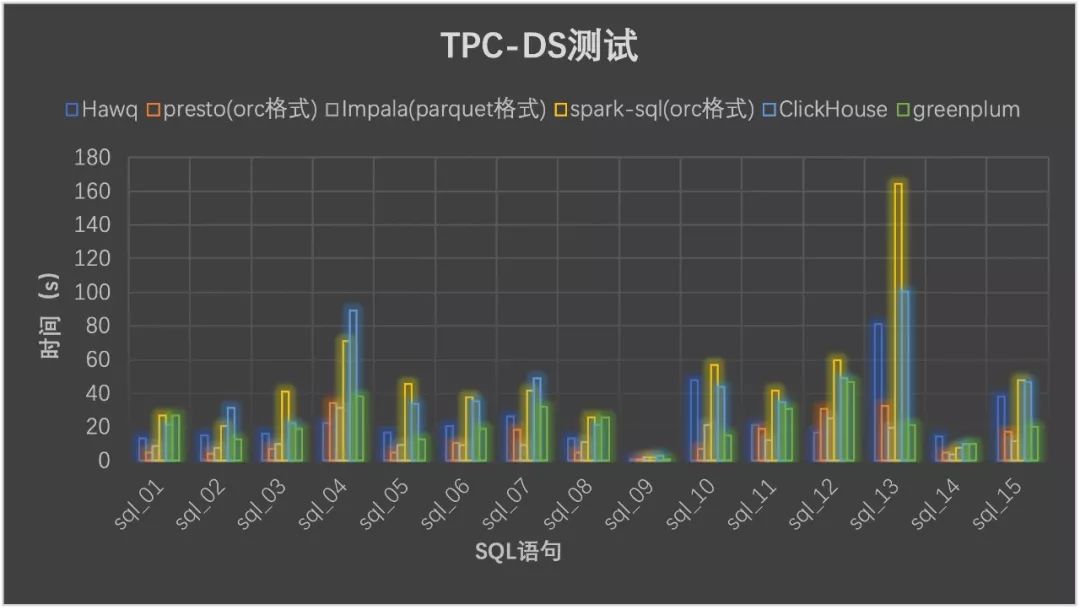 TPC-DS测试
Hawq presto(orc格式) Impala(parquet格式) spark-sql(orc格式) ClickHouse greenplum
180
160
140
120
100
80
60
40
20
0
时间（s）
sql_01 sql_02 sql_03 sql_04 sql_05 sql_06 sql_07 sql_08 sql_09 sql_10 sql_11 sql_12 sql_13 sql_14 sql_15
SQL语句